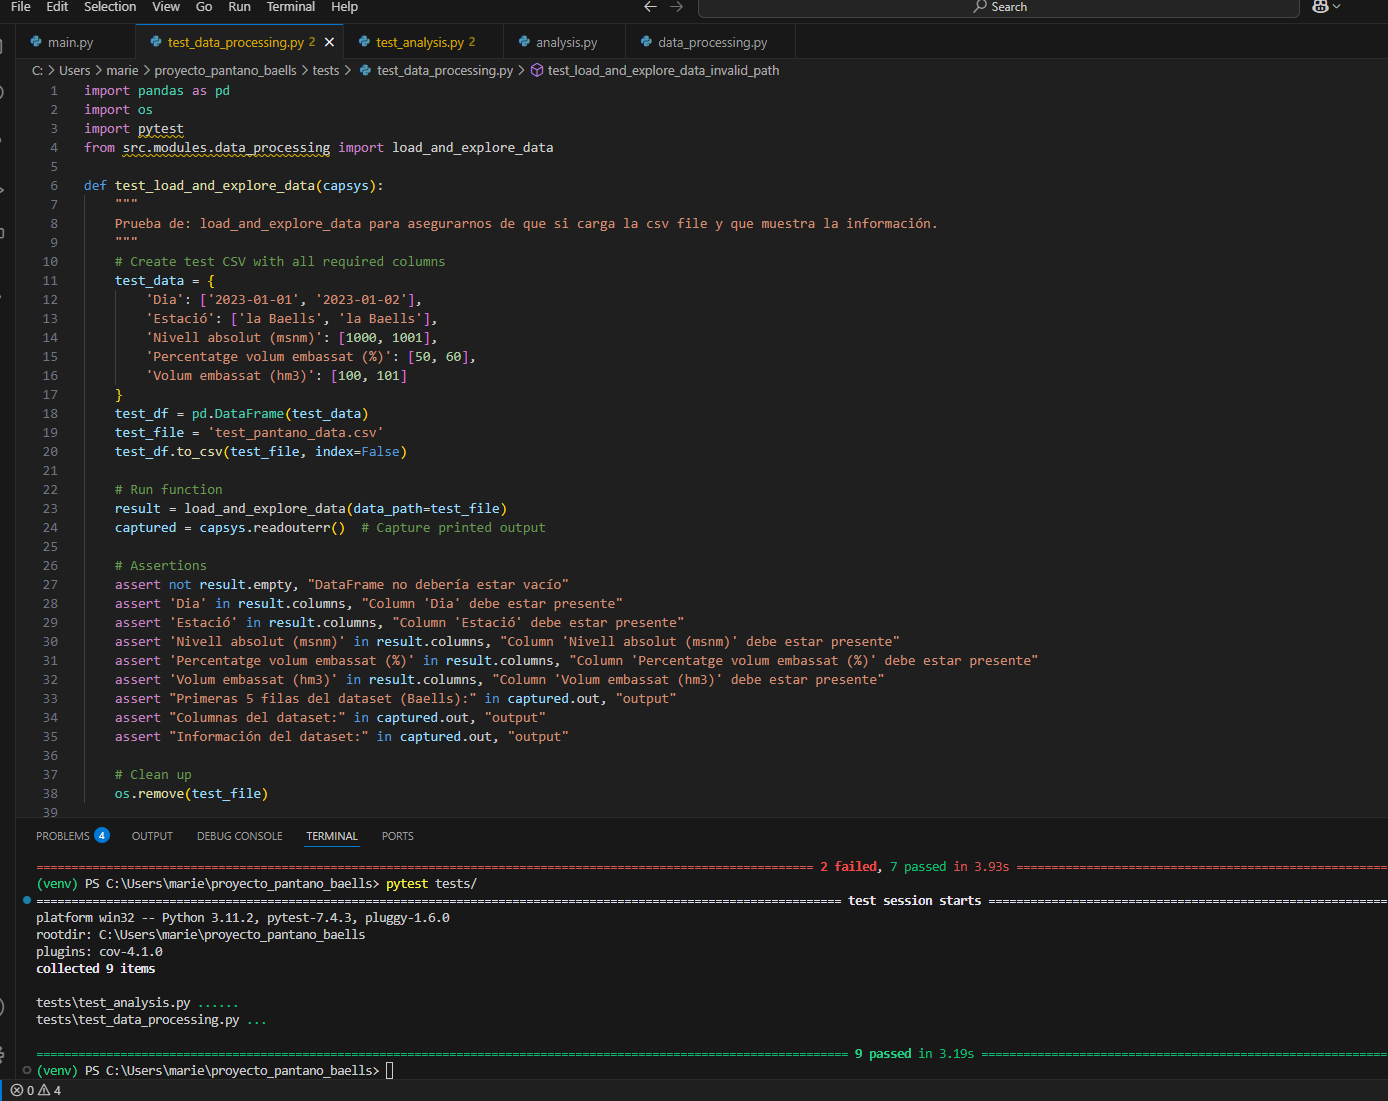 File Edit Selection View Go Run Terminal Help
Search
main.py
test_data_processing.py 2
test_analysis.py 2
analysis.py
data_processing.py
C: > Users > marie > proyecto_pantano_baells > tests > test_data_processing.py > test_load_and_explore_data_invalid_path
1 import pandas as pd
2 import os
3 import pytest
4 from src.modules.data_processing import load_and_explore_data
5
6 def test_load_and_explore_data(capsys):
7 """
8 Prueba de: load_and_explore_data para asegurarnos de que si carga la csv file y que muestra la información.
9 """
10 # Create test CSV with all required columns
11 test_data = {
12 'Dia': ['2023-01-01', '2023-01-02'],
13 'Estació': ['la Baells', 'la Baells'],
14 'Nivell absolut (msnm)': [1000, 1001],
15 'Percentatge volum embassat (%)': [50, 60],
16 'Volum embassat (hm3)': [100, 101]
17 }
18 test_df = pd.DataFrame(test_data)
19 test_file = 'test_pantano_data.csv'
20 test_df.to_csv(test_file, index=False)
21
22 # Run function
23 result = load_and_explore_data(data_path=test_file)
24 captured = capsys.readouterr() # Capture printed output
25
26 # Assertions
27 assert not result.empty, "DataFrame no debería estar vacío"
28 assert 'Dia' in result.columns, "Column 'Dia' debe estar presente"
29 assert 'Estació' in result.columns, "Column 'Estació' debe estar presente"
30 assert 'Nivell absolut (msnm)' in result.columns, "Column 'Nivell absolut (msnm)' debe estar presente"
31 assert 'Percentatge volum embassat (%)' in result.columns, "Column 'Percentatge volum embassat (%)' debe estar presente"
32 assert 'Volum embassat (hm3)' in result.columns, "Column 'Volum embassat (hm3)' debe estar presente"
33 assert "Primeras 5 filas del dataset (Baells):" in captured.out, "output"
34 assert "Columnas del dataset:" in captured.out, "output"
35 assert "Información del dataset:" in captured.out, "output"
36
37 # Clean up
38 os.remove(test_file)
39
PROBLEMS 4 OUTPUT DEBUG CONSOLE TERMINAL PORTS
2 failed, 7 passed in 3.93s
(venv) PS C:\Users\marie\proyecto_pantano_baells> pytest tests/
test session starts
platform win32 -- Python 3.11.2, pytest-7.4.3, pluggy-1.6.0
rootdir: C:\Users\marie\proyecto_pantano_baells
plugins: cov-4.1.0
collected 9 items
tests\test_analysis.py ......
tests\test_data_processing.py ...
9 passed in 3.19s
(venv) PS C:\Users\marie\proyecto_pantano_baells>
0 4